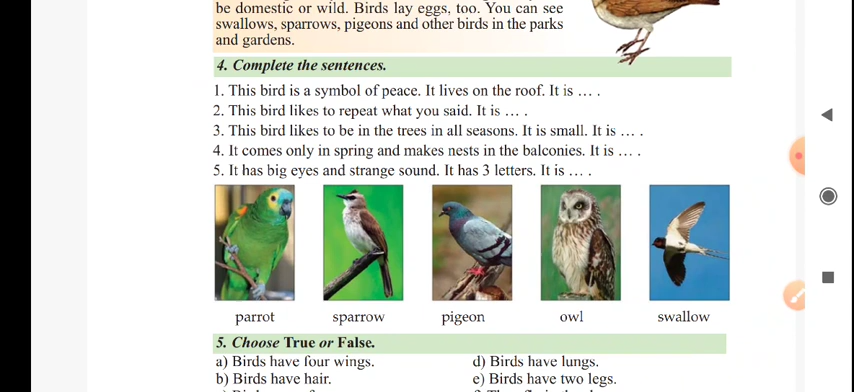 be domestic or wild. Birds lay eggs, too. You can see
swallows, sparrows, pigeons and other birds in the parks
and gardens.
4. Complete the sentences.
1. This bird is a symbol of peace. It lives on the roof. It is … .
2. This bird likes to repeat what you said. It is … .
3. This bird likes to be in the trees in all seasons. It is small. It is … .
4. It comes only in spring and makes nests in the balconies. It is … .
5. It has big eyes and strange sound. It has 3 letters. It is … .
parrot sparrow pigeon owl swallow
5. Choose True or False.
a) Birds have four wings. d) Birds have lungs.
b) Birds have hair. e) Birds have two legs.